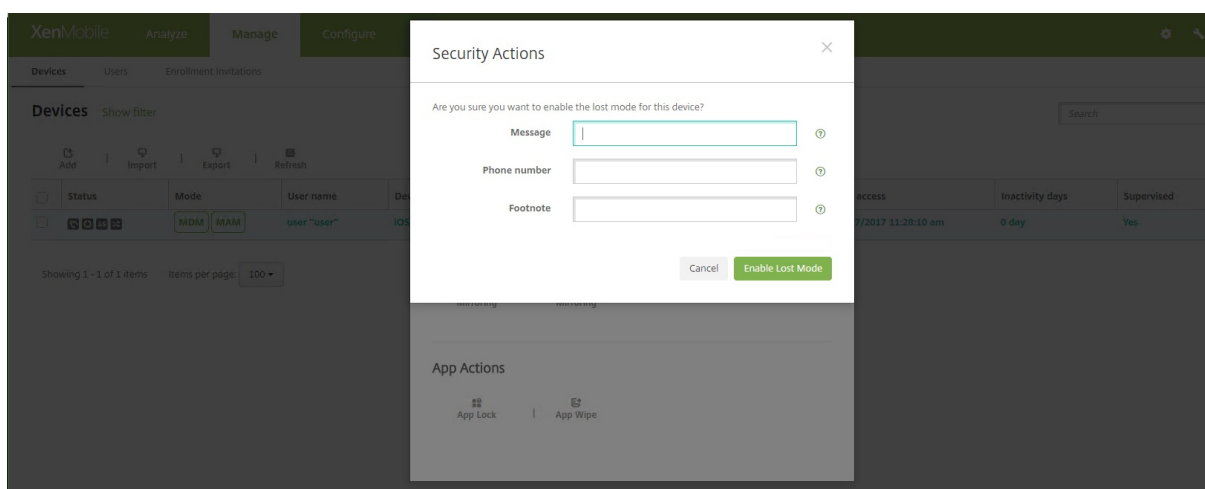 XenMobile Analyze Manage Configure
Devices Users Enrollment Invitations
Devices Show filter
Search
Add | Import | Export | Refresh
Status Mode User name access Inactivity days Supervised
MDM MAM user "user" iOS 7/2017 11:28:10 am 0 day Yes
Showing 1 - 1 of 1 items Items per page: 100
Security Actions
Are you sure you want to enable the lost mode for this device?
Message
Phone number
Footnote
Cancel Enable Lost Mode
Mirroring Mirroring
App Actions
App Lock | App Wipe